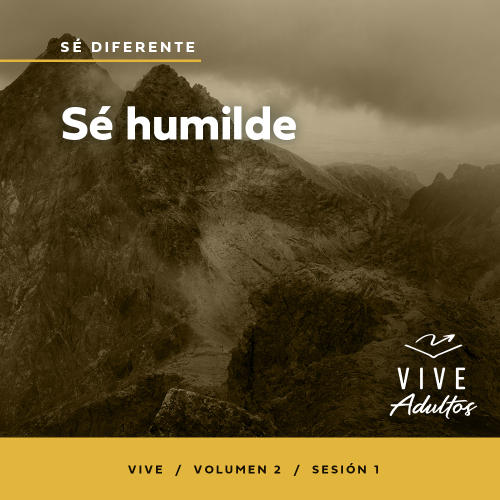 SÉ DIFERENTE
Sé humilde
VIVE
Adultos
VIVE / VOLUMEN 2 / SESIÓN 1